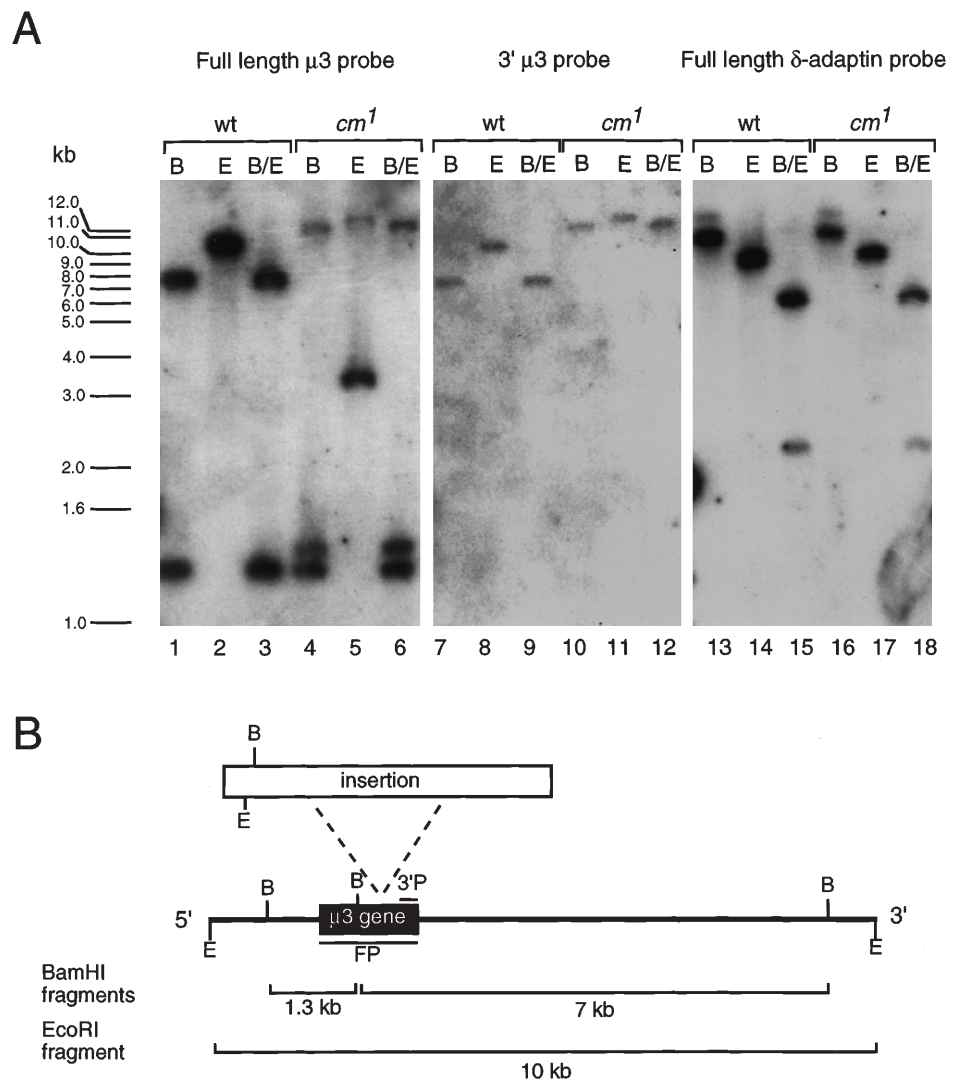 A
Full length μ3 probe 3' μ3 probe Full length δ-adaptin probe
wt cm1 wt cm1 wt cm1
kb B E B/E B E B/E B E B/E B E B/E B E B/E B E B/E
12.0
11.0
10.0
9.0
8.0
7.0
6.0
5.0
4.0
3.0
2.0
1.6
1.0
1 2 3 4 5 6 7 8 9 10 11 12 13 14 15 16 17 18
B
B
insertion
E
B B 3'P B
5' μ3 gene 3'
E FP E
BamHI
fragments
1.3 kb 7 kb
EcoRI
fragment
10 kb